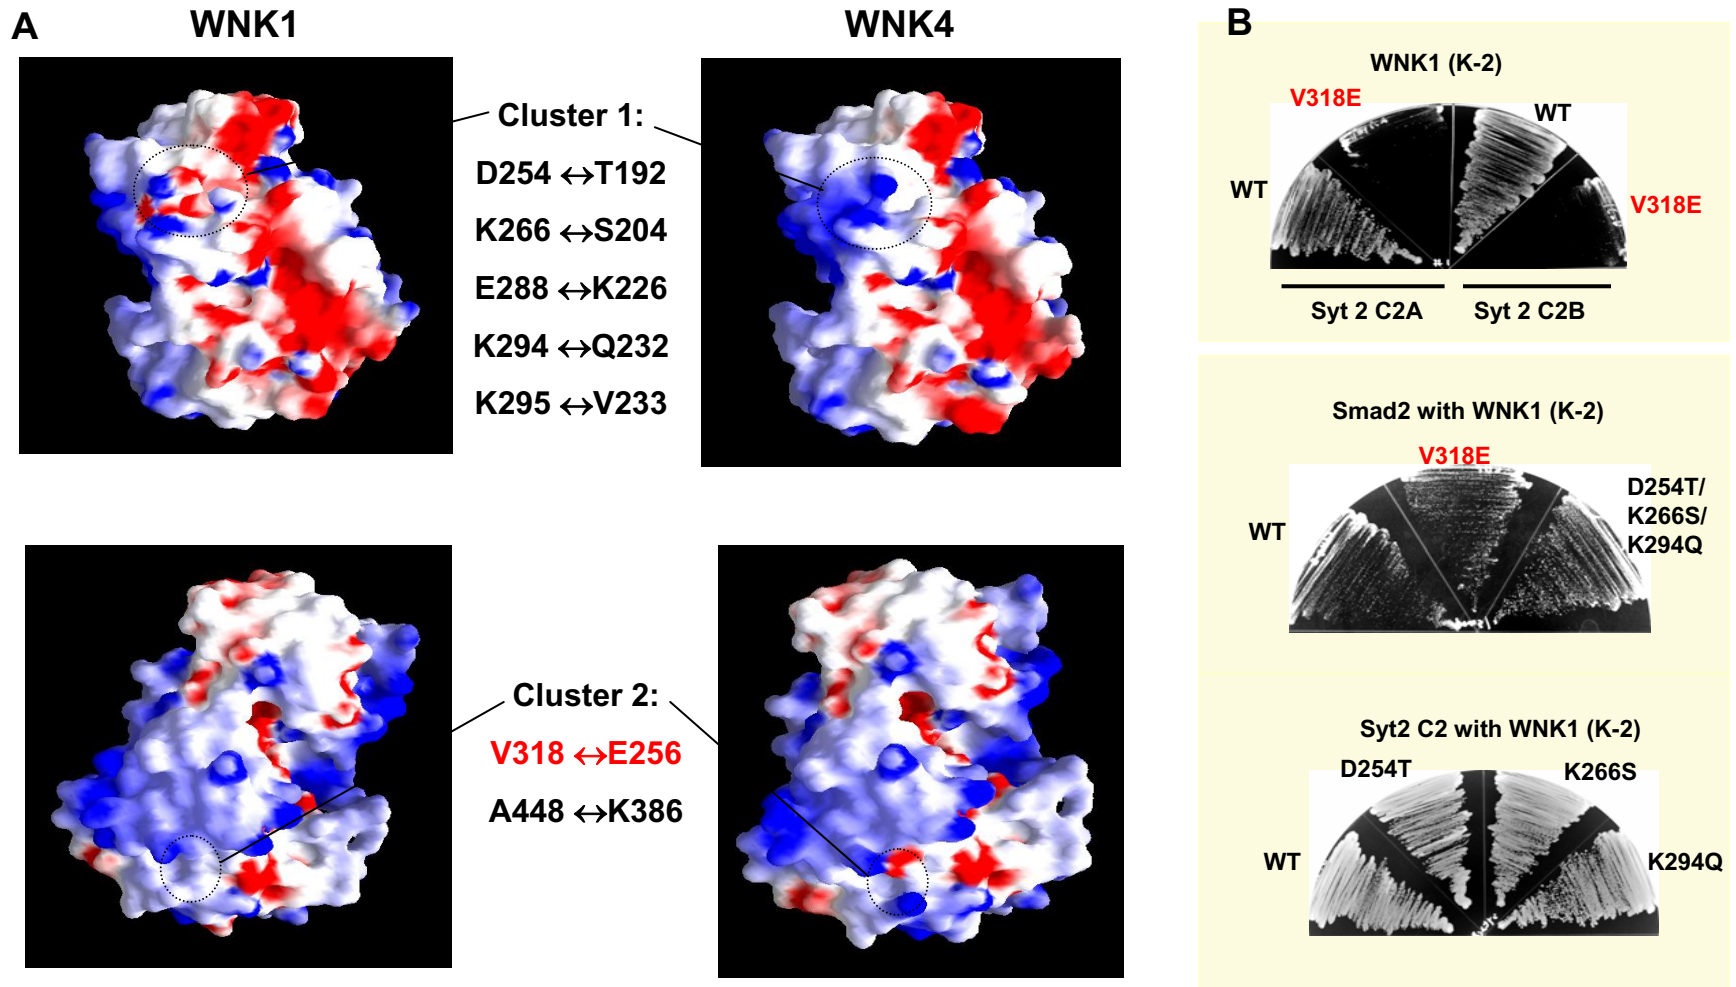 A
WNK1
WNK4
Cluster 1:
D254 ↔T192
K266 ↔S204
E288 ↔K226
K294 ↔Q232
K295 ↔V233
Cluster 2:
V318 ↔E256
A448 ↔K386
B
WNK1 (K-2)
V318E
WT
WT
V318E
Syt 2 C2A
Syt 2 C2B
Smad2 with WNK1 (K-2)
V318E
WT
D254T/
K266S/
K294Q
Syt2 C2 with WNK1 (K-2)
D254T
K266S
WT
K294Q